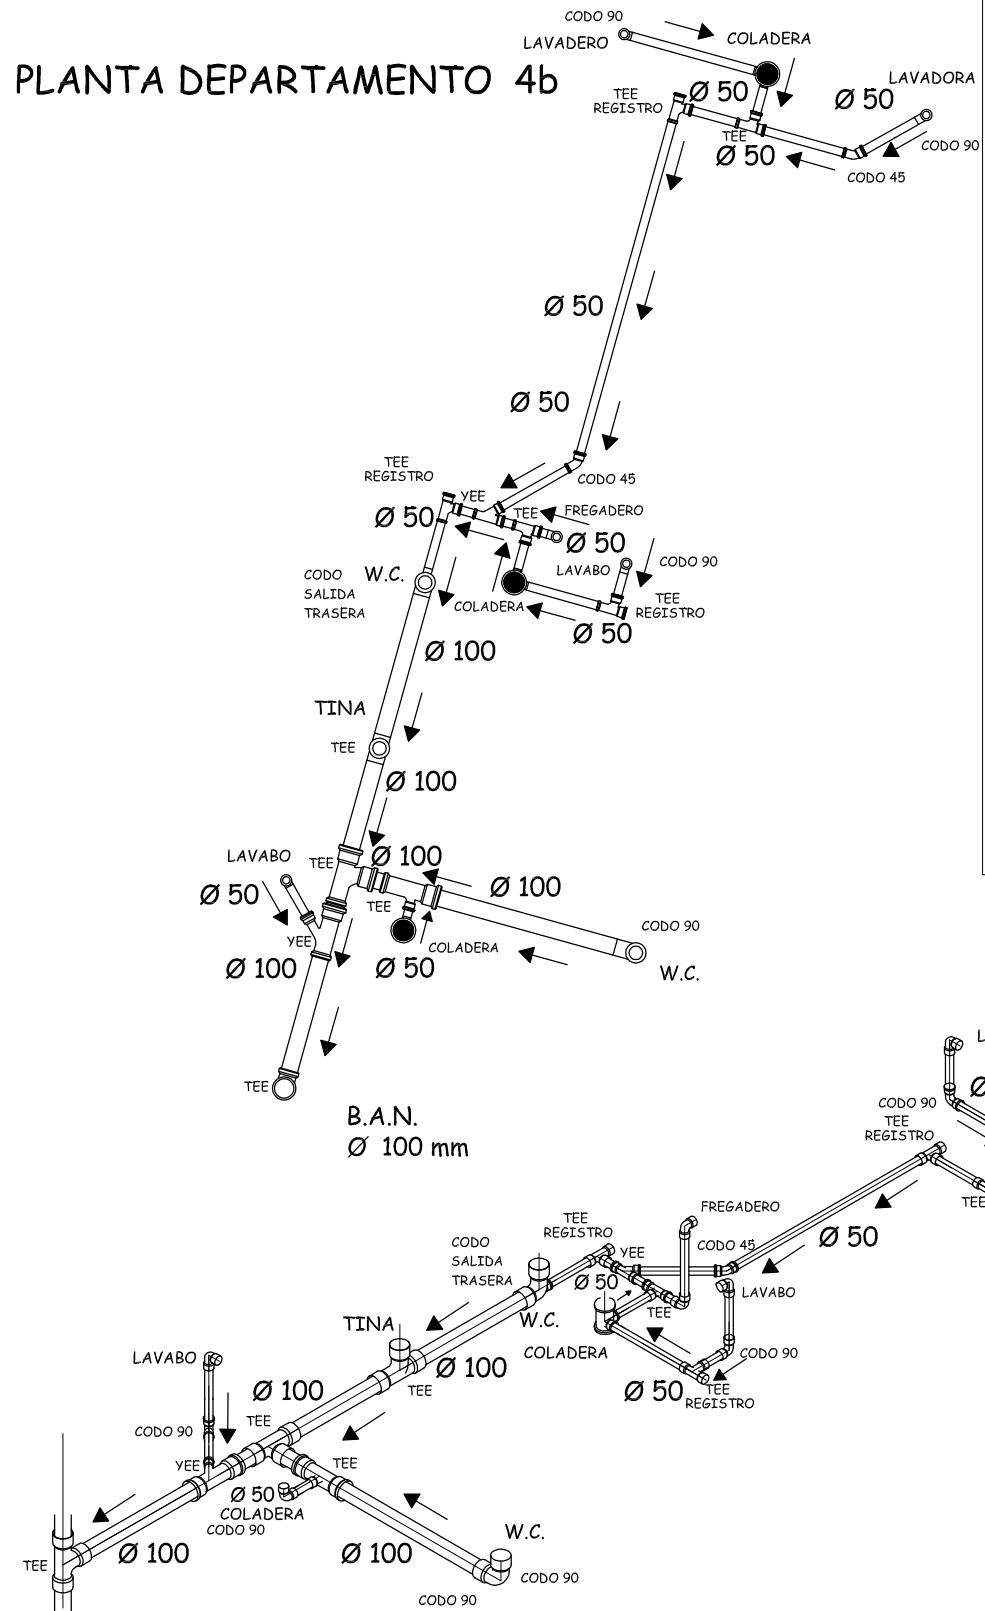 CODO 90
LAVADERO
COLADERA
PLANTA DEPARTAMENTO 4b
LAVADORA
TEE
REGISTRO
Ø 50
Ø 50
TEE
Ø 50
CODO 90
CODO 45
Ø 50
Ø 50
TEE
REGISTRO
CODO 45
YEE
Ø 50
TEE
FREGADERO
Ø 50
CODO
SALIDA
TRASERA
W.C.
LAVABO
CODO 90
COLADERA
TEE
REGISTRO
Ø 50
Ø 100
TINA
TEE
Ø 100
LAVABO
TEE
Ø 100
Ø 50
Ø 100
TEE
CODO 90
YEE
COLADERA
Ø 100
Ø 50
W.C.
TEE
B.A.N.
Ø 100 mm
L
Ø
CODO 90
TEE
REGISTRO
TEE
FREGADERO
TEE
REGISTRO
CODO
SALIDA
TRASERA
YEE
CODO 45
Ø 50
Ø 50
LAVABO
TEE
TINA
W.C.
COLADERA
CODO 90
LAVABO
Ø 100
TEE
Ø 50
TEE
REGISTRO
Ø 100
CODO 90
TEE
YEE
TEE
Ø 50
COLADERA
CODO 90
W.C.
TEE
Ø 100
Ø 100
CODO 90
CODO 90